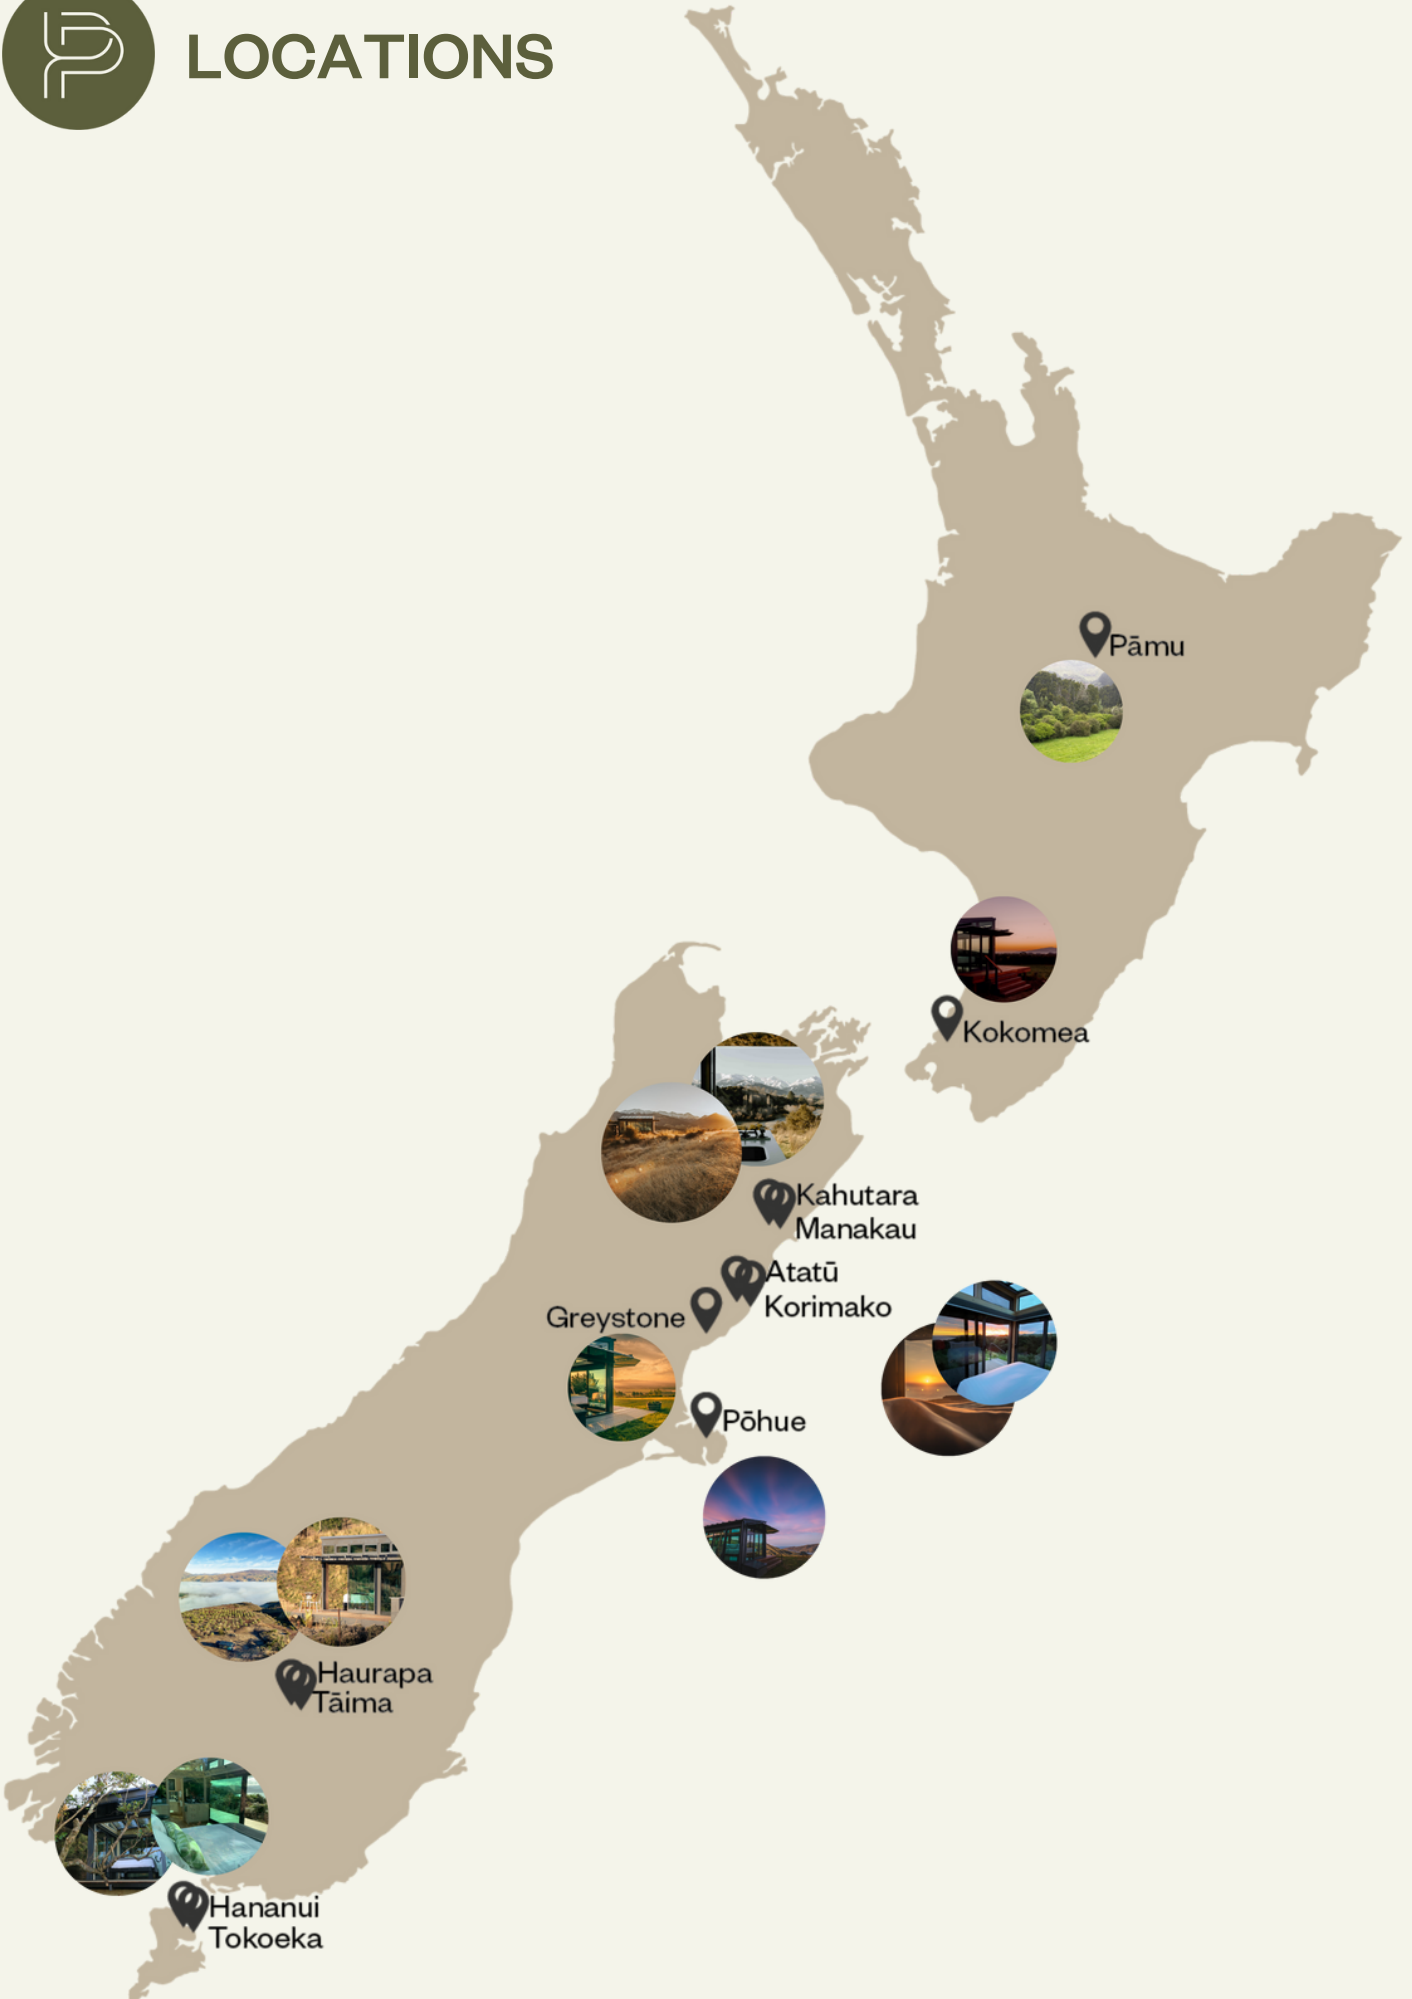 LOCATIONS
Pāmu
Kokomea
Kahutara
Manakau
Atatū
Korimako
Greystone
Pōhue
Haurapa
Tāima
Hananui
Tokoeka